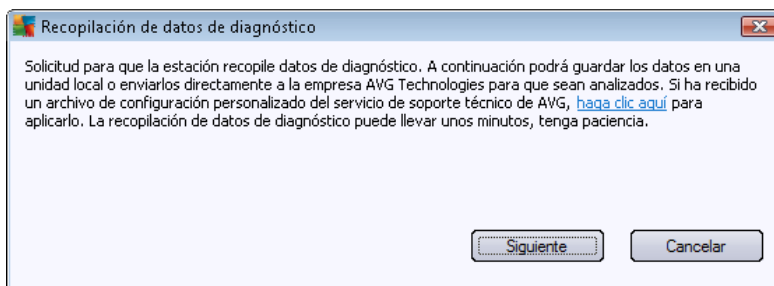 Recopilación de datos de diagnóstico
Solicitud para que la estación recopile datos de diagnóstico. A continuación podrá guardar los datos en una
unidad local o enviarlos directamente a la empresa AVG Technologies para que sean analizados. Si ha recibido
un archivo de configuración personalizado del servicio de soporte técnico de AVG, haga clic aquí para
aplicarlo. La recopilación de datos de diagnóstico puede llevar unos minutos, tenga paciencia.
Siguiente Cancelar